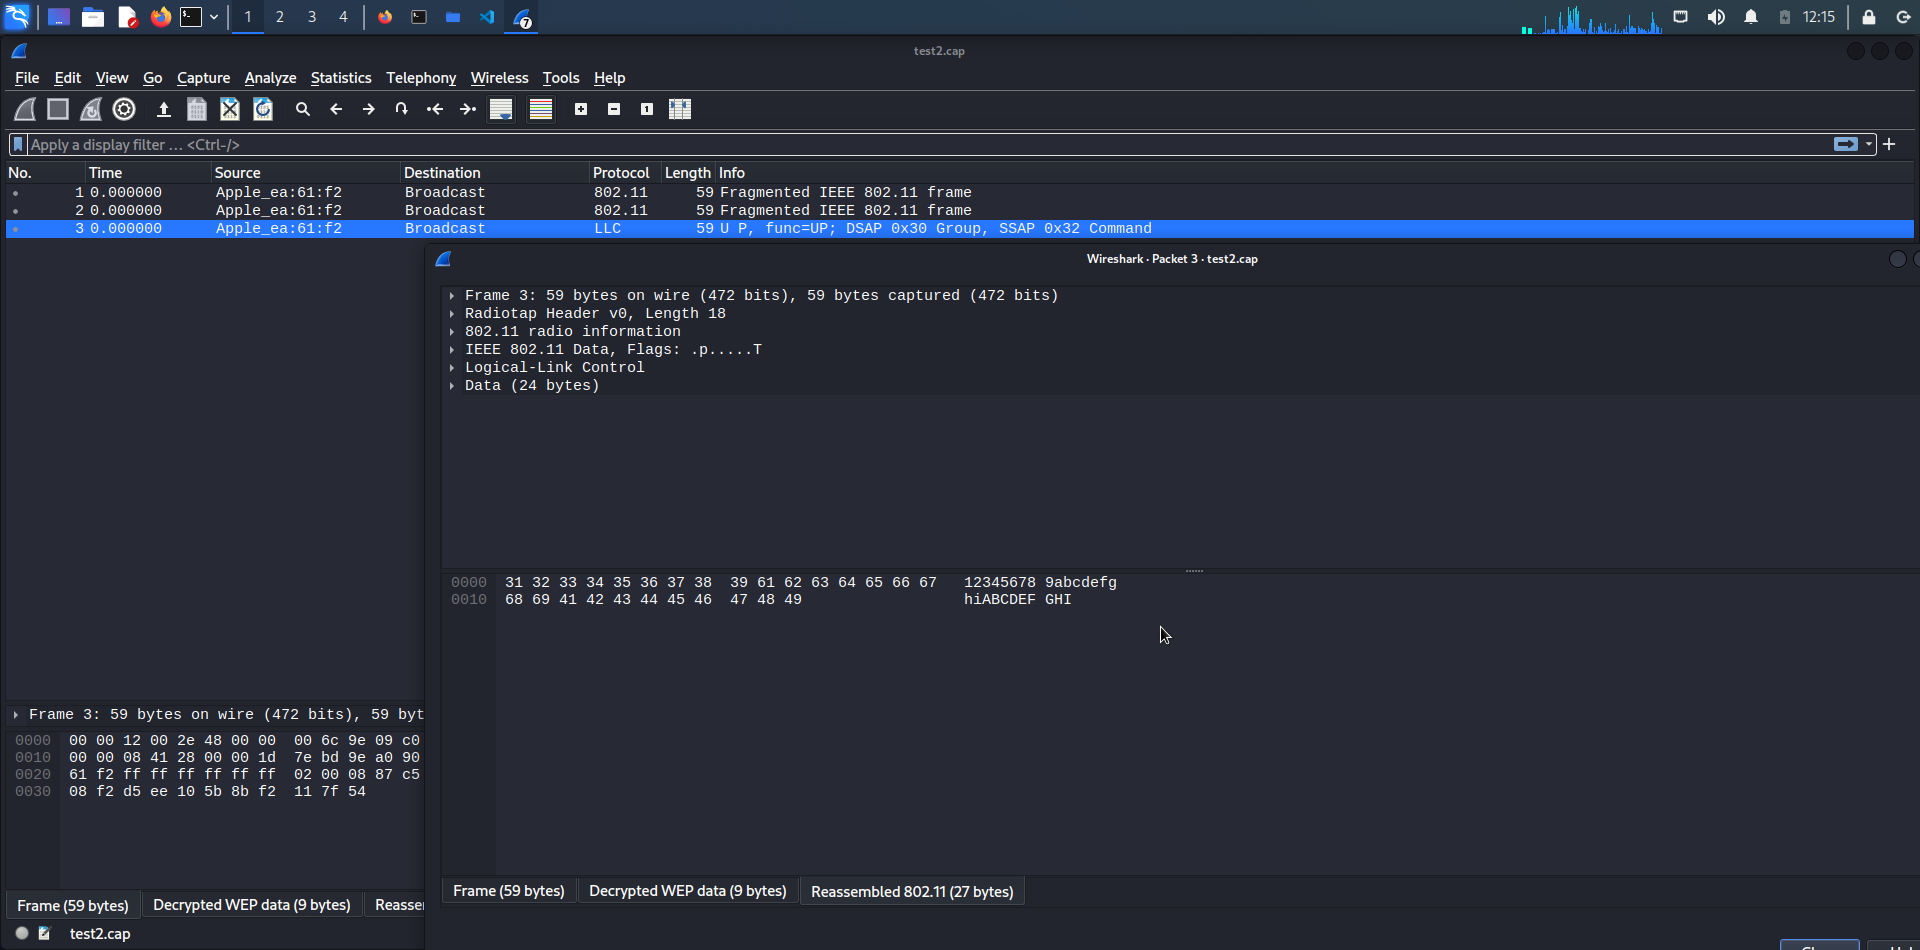 1 2 3 4 7 12:15
test2.cap
File Edit View Go Capture Analyze Statistics Telephony Wireless Tools Help
Apply a display filter … <Ctrl-/>
No. Time Source Destination Protocol Length Info
1 0.000000 Apple_ea:61:f2 Broadcast 802.11 59 Fragmented IEEE 802.11 frame
2 0.000000 Apple_ea:61:f2 Broadcast 802.11 59 Fragmented IEEE 802.11 frame
3 0.000000 Apple_ea:61:f2 Broadcast LLC 59 U P, func=UP; DSAP 0x30 Group, SSAP 0x32 Command
Wireshark · Packet 3 · test2.cap
Frame 3: 59 bytes on wire (472 bits), 59 bytes captured (472 bits)
Radiotap Header v0, Length 18
802.11 radio information
IEEE 802.11 Data, Flags: .p.....T
Logical-Link Control
Data (24 bytes)
0000 31 32 33 34 35 36 37 38 39 61 62 63 64 65 66 67 12345678 9abcdefg
0010 68 69 41 42 43 44 45 46 47 48 49 hiABCDEF GHI
Frame (59 bytes) Decrypted WEP data (9 bytes) Reassembled 802.11 (27 bytes)
Frame 3: 59 bytes on wire (472 bits), 59 byt
0000 00 00 12 00 2e 48 00 00 00 6c 9e 09 c0
0010 00 00 08 41 28 00 00 1d 7e bd 9e a0 90
0020 61 f2 ff ff ff ff ff ff 02 00 08 87 c5
0030 08 f2 d5 ee 10 5b 8b f2 11 7f 54
Frame (59 bytes) Decrypted WEP data (9 bytes) Reasse
test2.cap